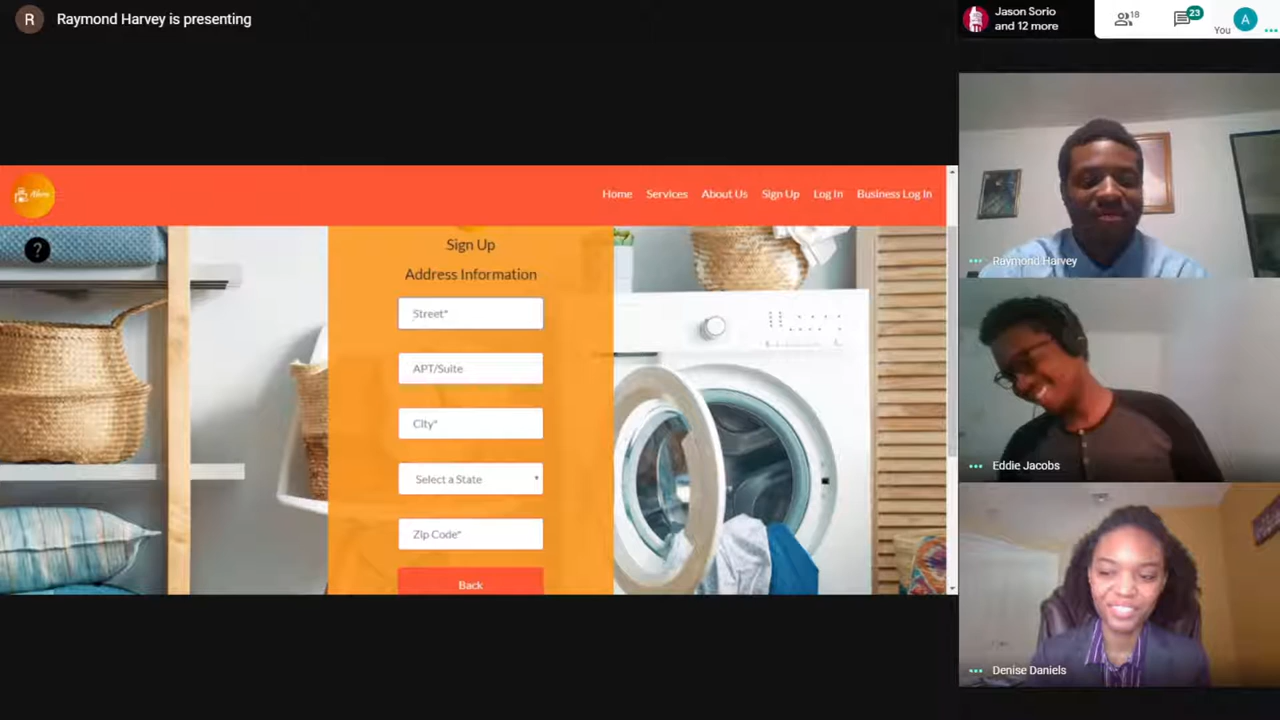 R
Raymond Harvey is presenting
Jason Sorio
and 12 more
18
23
You
A
Home
Services
About Us
Sign Up
Log In
Business Log In
?
Sign Up
Address Information
Street*
APT/Suite
City*
Select a State
Zip Code*
Back
Raymond Harvey
Eddie Jacobs
Denise Daniels